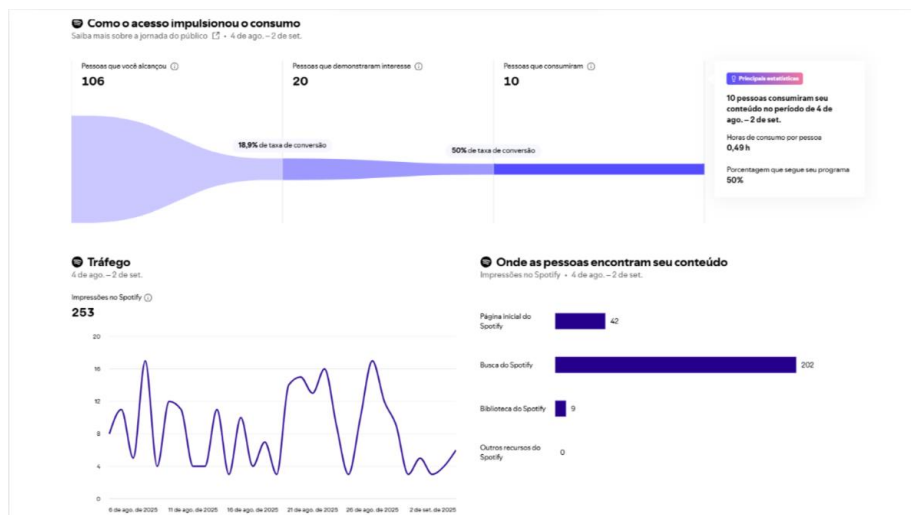 Como o acesso impulsionou o consumo
Saiba mais sobre a jornada do público • 4 de ago. – 2 de set.
Pessoas que você alcançou
106
Pessoas que demonstraram interesse
20
Pessoas que consumiram
10
18,9% de taxa de conversão
50% de taxa de conversão
Principais estatísticas
10 pessoas consumiram seu
conteúdo no período de 4 de
ago. – 2 de set.
Horas de consumo por pessoa
0,49 h
Porcentagem que segue seu programa
50%
Tráfego
4 de ago. – 2 de set.
Impressões no Spotify
253
20
16
12
8
4
0
6 de ago. de 2025 11 de ago. de 2025 16 de ago. de 2025 21 de ago. de 2025 26 de ago. de 2025 2 de set. de 2025
Onde as pessoas encontram seu conteúdo
Impressões no Spotify • 4 de ago. – 2 de set.
Página inicial do
Spotify
42
Busca do Spotify
202
Biblioteca do Spotify
9
Outros recursos do
Spotify
0